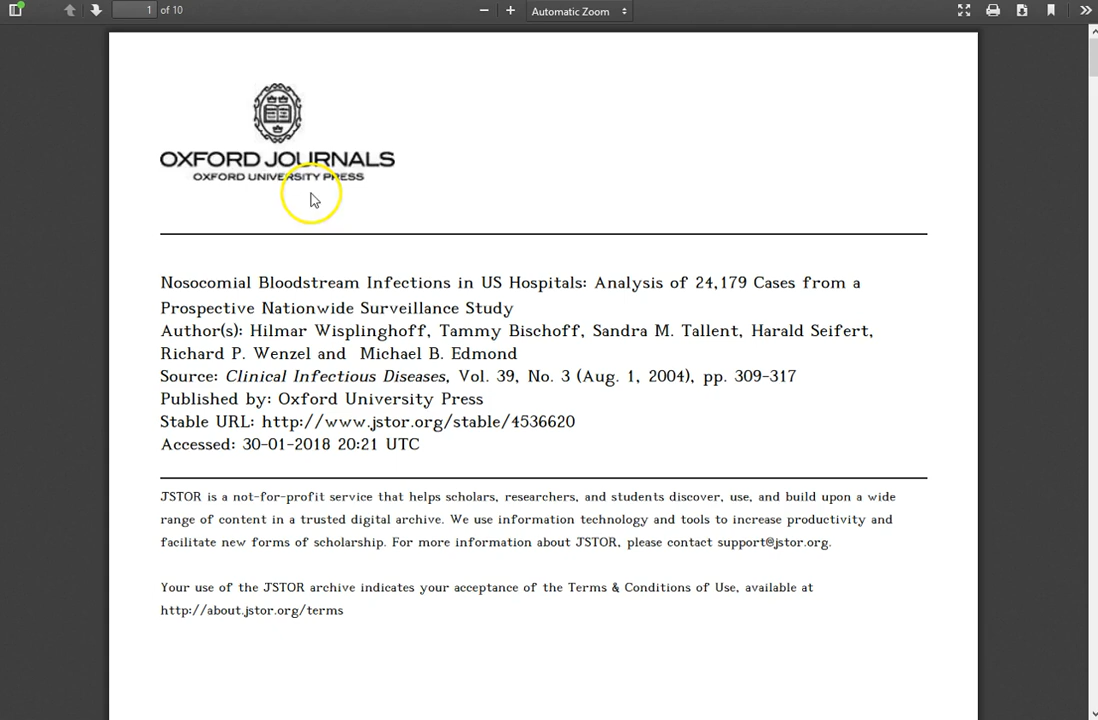 1 of 10 Automatic Zoom
OXFORD JOURNALS
OXFORD UNIVERSITY PRESS
Nosocomial Bloodstream Infections in US Hospitals: Analysis of 24,179 Cases from a
Prospective Nationwide Surveillance Study
Author(s): Hilmar Wisplinghoff, Tammy Bischoff, Sandra M. Tallent, Harald Seifert,
Richard P. Wenzel and Michael B. Edmond
Source: Clinical Infectious Diseases, Vol. 39, No. 3 (Aug. 1, 2004), pp. 309-317
Published by: Oxford University Press
Stable URL: http://www.jstor.org/stable/4536620
Accessed: 30-01-2018 20:21 UTC
JSTOR is a not-for-profit service that helps scholars, researchers, and students discover, use, and build upon a wide
range of content in a trusted digital archive. We use information technology and tools to increase productivity and
facilitate new forms of scholarship. For more information about JSTOR, please contact support@jstor.org.
Your use of the JSTOR archive indicates your acceptance of the Terms & Conditions of Use, available at
http://about.jstor.org/terms